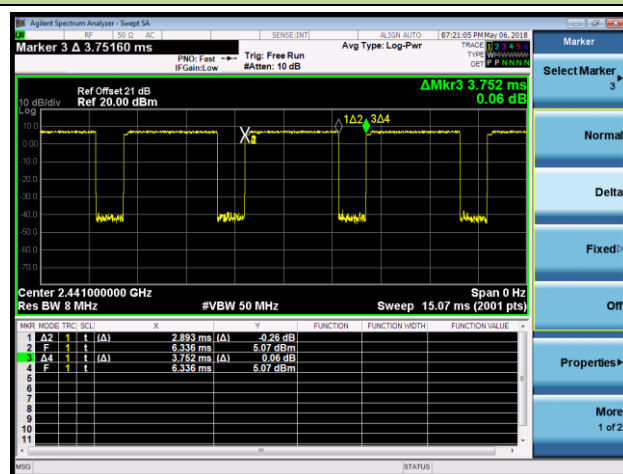 Agilent Spectrum Analyzer - Swept SA
RF 50 Ω AC SENSE:INT ALIGN AUTO 07:21:05 PM May 06, 2018
Marker 3 Δ 3.75160 ms
PNO: Fast Trig: Free Run Avg Type: Log-Pwr TRACE 1 2 3 4 5 6
IFGain:Low #Atten: 10 dB TYPE WMWWWWW
DET P P N N N N
ΔMkr3 3.752 ms
0.06 dB
Ref Offset 21 dB
10 dB/div Ref 20.00 dBm
Log
10.0
0.00
-10.0
-20.0
-30.0
-40.0
-50.0
-60.0
-70.0
1Δ2 3Δ4
Center 2.441000000 GHz Span 0 Hz
Res BW 8 MHz #VBW 50 MHz Sweep 15.07 ms (2001 pts)
MKR MODE TRC SCL X Y FUNCTION FUNCTION WIDTH FUNCTION VALUE
1 Δ2 1 t (Δ) 2.893 ms (Δ) -0.26 dB
2 F 1 t 6.336 ms 5.07 dBm
3 Δ4 1 t (Δ) 3.752 ms (Δ) 0.06 dB
4 F 1 t 6.336 ms 5.07 dBm
5
6
7
8
9
10
11
MSG STATUS
Marker
Select Marker
3
Normal
Delta
Fixed
Off
Properties
More
1 of 2